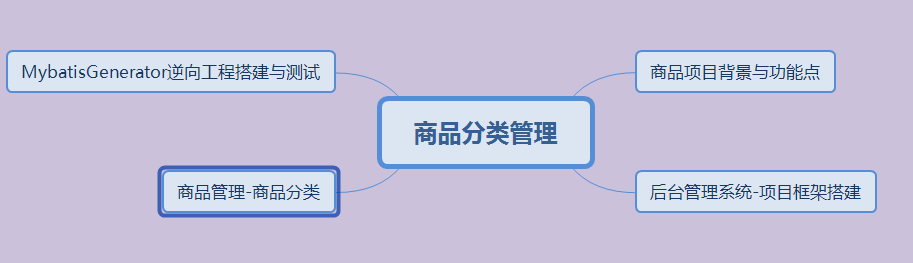 MybatisGenerator逆向工程搭建与测试
商品项目背景与功能点
商品分类管理
商品管理-商品分类
后台管理系统-项目框架搭建